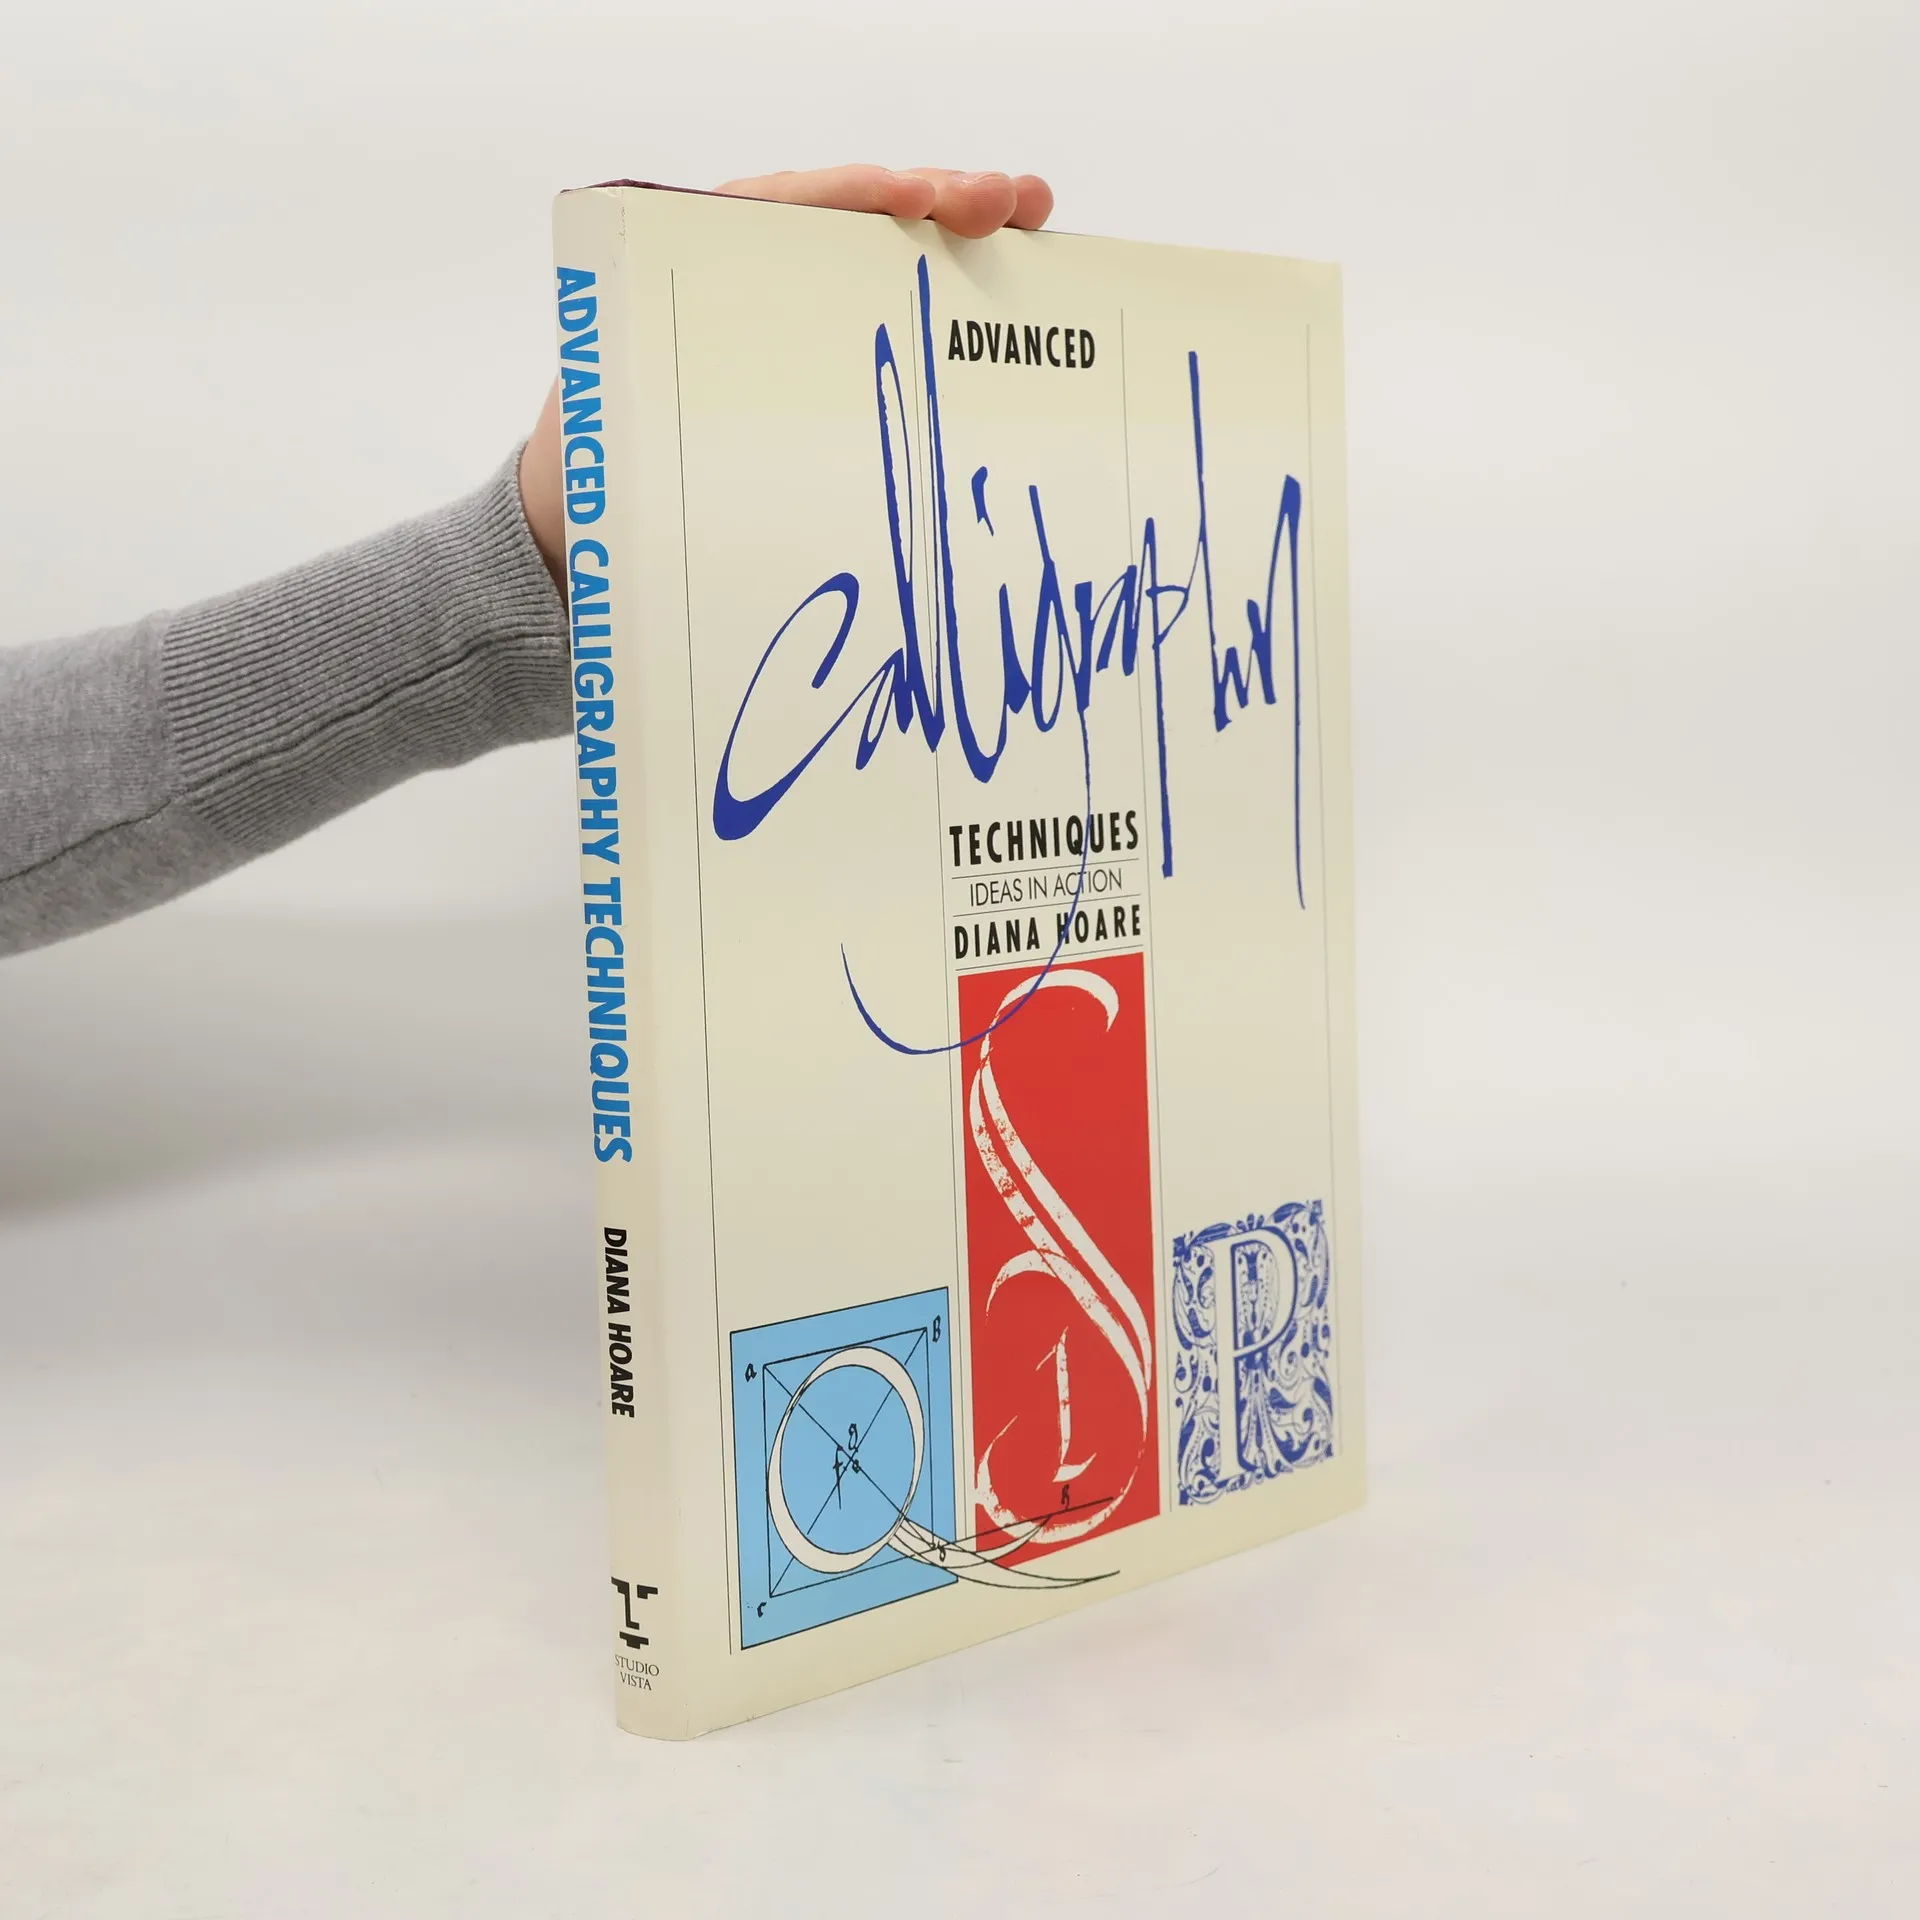 ADVANCED CALLIGRAPHY TECHNIQUES
DIANA HOARE
STUDIO
VISTA
ADVANCED
Calligraphy
TECHNIQUES
IDEAS IN ACTION
DIANA HOARE
a
B
c
P